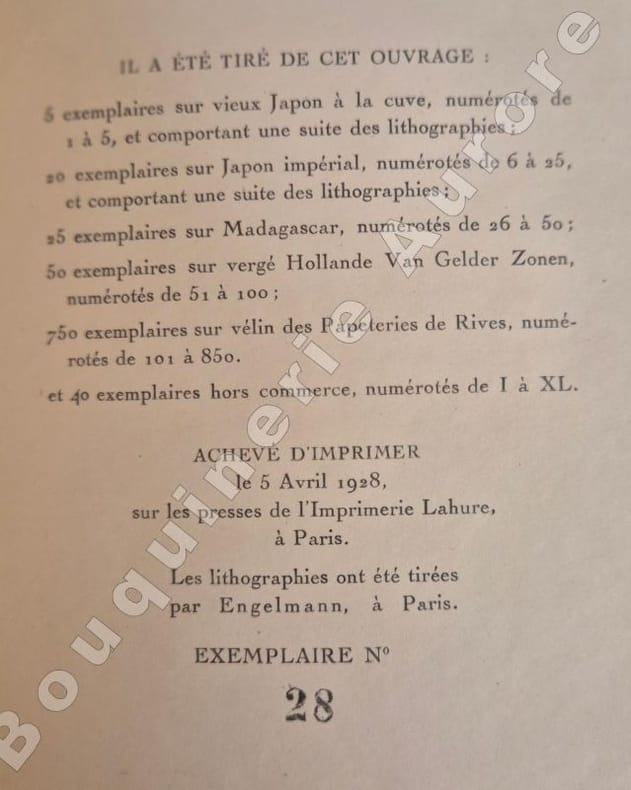 IL A ÉTÉ TIRÉ DE CET OUVRAGE :
5 exemplaires sur vieux Japon à la cuve, numérotés de
1 à 5, et comportant une suite des lithographies ;
20 exemplaires sur Japon impérial, numérotés de 6 à 25,
et comportant une suite des lithographies ;
25 exemplaires sur Madagascar, numérotés de 26 à 50 ;
50 exemplaires sur vergé Hollande Van Gelder Zonen,
numérotés de 51 à 100 ;
750 exemplaires sur vélin des Papeteries de Rives, numé-
rotés de 101 à 850.
et 40 exemplaires hors commerce, numérotés de I à XL.
ACHEVÉ D'IMPRIMER
le 5 Avril 1928,
sur les presses de l'Imprimerie Lahure,
à Paris.
Les lithographies ont été tirées
par Engelmann, à Paris.
EXEMPLAIRE Nº
28
Bouquinerie Aurore